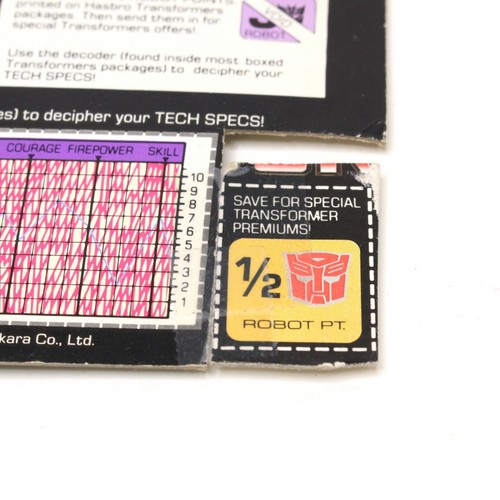 printed on Hasbro Transformers
packages. Then send them in for
special Transformers offers!
VOID
ROBOT
Use the decoder (found inside most boxed
Transformers packages) to decipher your
TECH SPECS!
es) to decipher your TECH SPECS!
COURAGE FIREPOWER SKILL
10
9
8
7
6
5
4
3
2
1
kara Co., Ltd.
SAVE FOR SPECIAL
TRANSFORMER
PREMIUMS!
1/2
ROBOT PT.